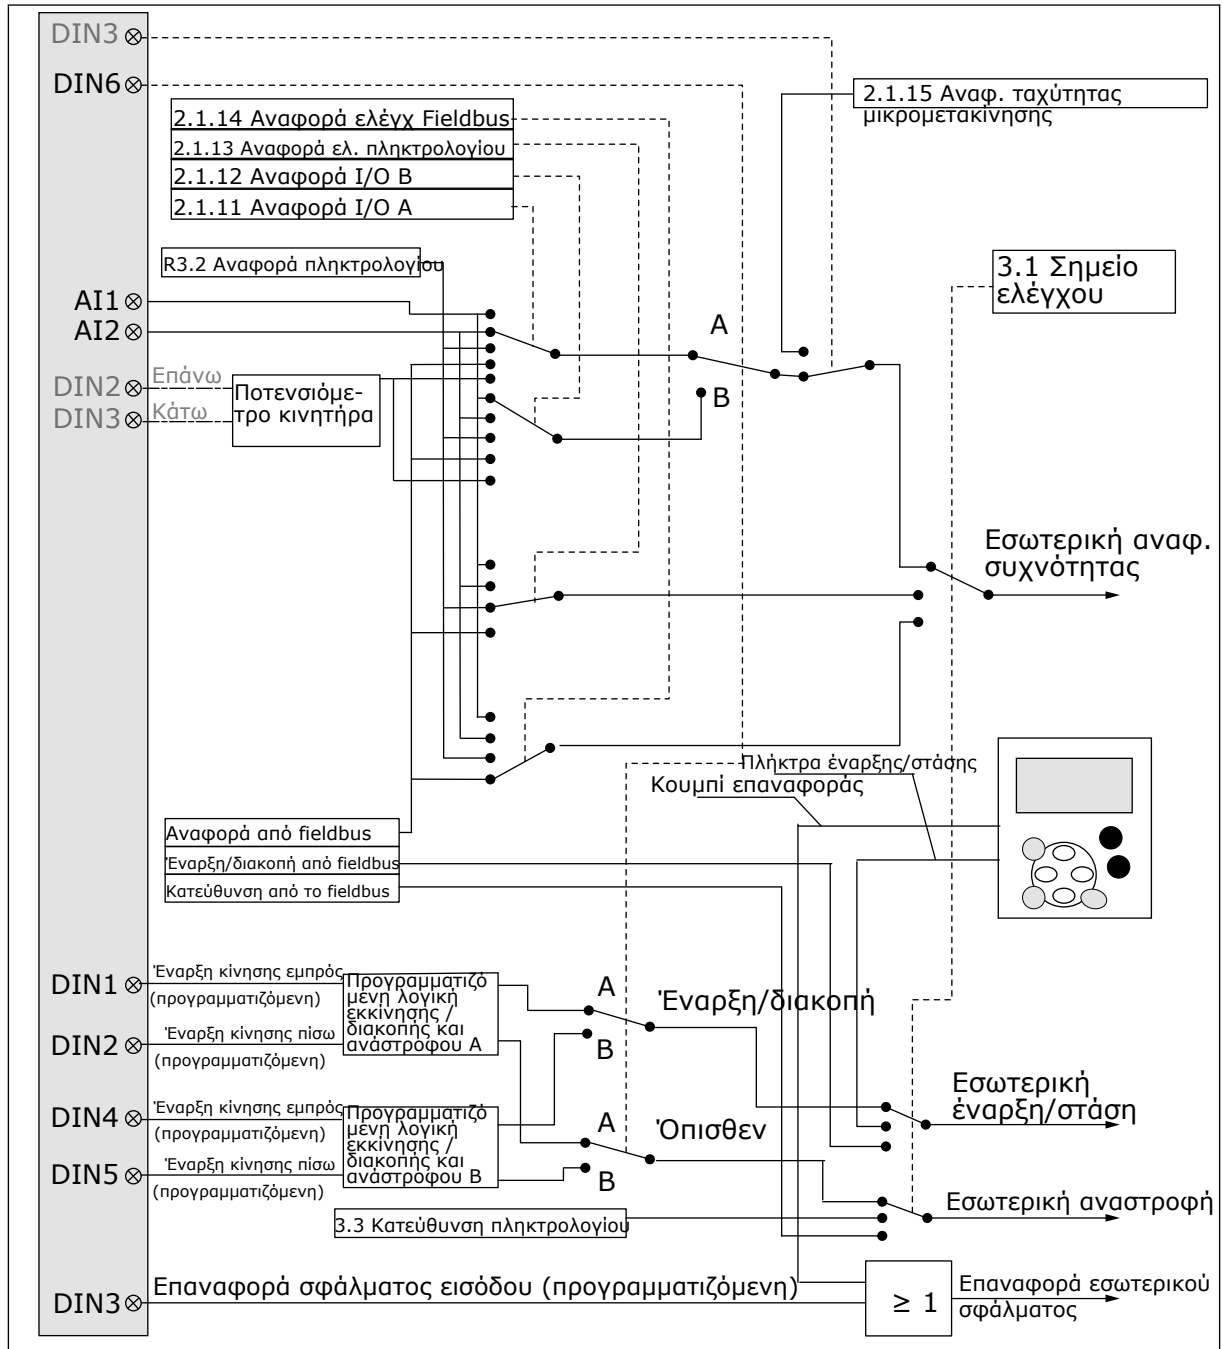 DIN3
DIN6
2.1.15 Αναφ. ταχύτητας
μικρομετακίνησης
2.1.14 Αναφορά ελέγχ Fieldbus
2.1.13 Αναφορά ελ. πληκτρολογίου
2.1.12 Αναφορά I/O B
2.1.11 Αναφορά I/O A
R3.2 Αναφορά πληκτρολογίου
3.1 Σημείο
ελέγχου
AI1
AI2
A
B
DIN2
Επάνω
DIN3
Κάτω
Ποτενσιόμε-
τρο κινητήρα
Εσωτερική αναφ.
συχνότητας
Πλήκτρα έναρξης/στάσης
Κουμπί επαναφοράς
Αναφορά από fieldbus
Έναρξη/διακοπή από fieldbus
Κατεύθυνση από το fieldbus
DIN1
Έναρξη κίνησης εμπρός
(προγραμματιζόμενη)
DIN2
Έναρξη κίνησης πίσω
(προγραμματιζόμενη)
Προγραμματιζό
μενη λογική
εκκίνησης /
διακοπής και
ανάστροφου A
A
B
Έναρξη/διακοπή
DIN4
Έναρξη κίνησης εμπρός
(προγραμματιζόμενη)
DIN5
Έναρξη κίνησης πίσω
(προγραμματιζόμενη)
Προγραμματιζό
μενη λογική
εκκίνησης /
διακοπής και
ανάστροφου B
A
B
Όπισθεν
Εσωτερική
έναρξη/στάση
3.3 Κατεύθυνση πληκτρολογίου
Εσωτερική αναστροφή
DIN3
Επαναφορά σφάλματος εισόδου (προγραμματιζόμενη)
≥ 1
Επαναφορά εσωτερικού
σφάλματος